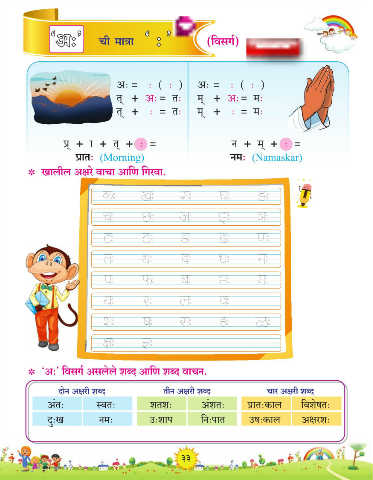 अः ची मात्रा " : " (विसर्ग)
अः = : ( : )
त् + अः = तः
त् + : = तः
अः = : ( : )
म् + अः = मः
म् + : = मः
प्र् + ा + त् + : =
प्रातः (Morning)
न + म् + : =
नमः (Namaskar)
* खालील अक्षरे वाचा आणि गिरवा.
कः खः गः घः ङः
चः छः जः झः ञः
टः ठः डः ढः णः
तः थः दः धः नः
पः फः बः भः मः
यः रः लः वः
शः षः सः हः ळः
क्षः ज्ञः
* 'अः' विसर्ग असलेले शब्द आणि शब्द वाचन.
दोन अक्षरी शब्द तीन अक्षरी शब्द चार अक्षरी शब्द
अंतः स्वतः शतशः अंशतः प्रातःकाल विशेषतः
दुःख नमः उःशाप निःपात उषःकाल अक्षरशः
३३